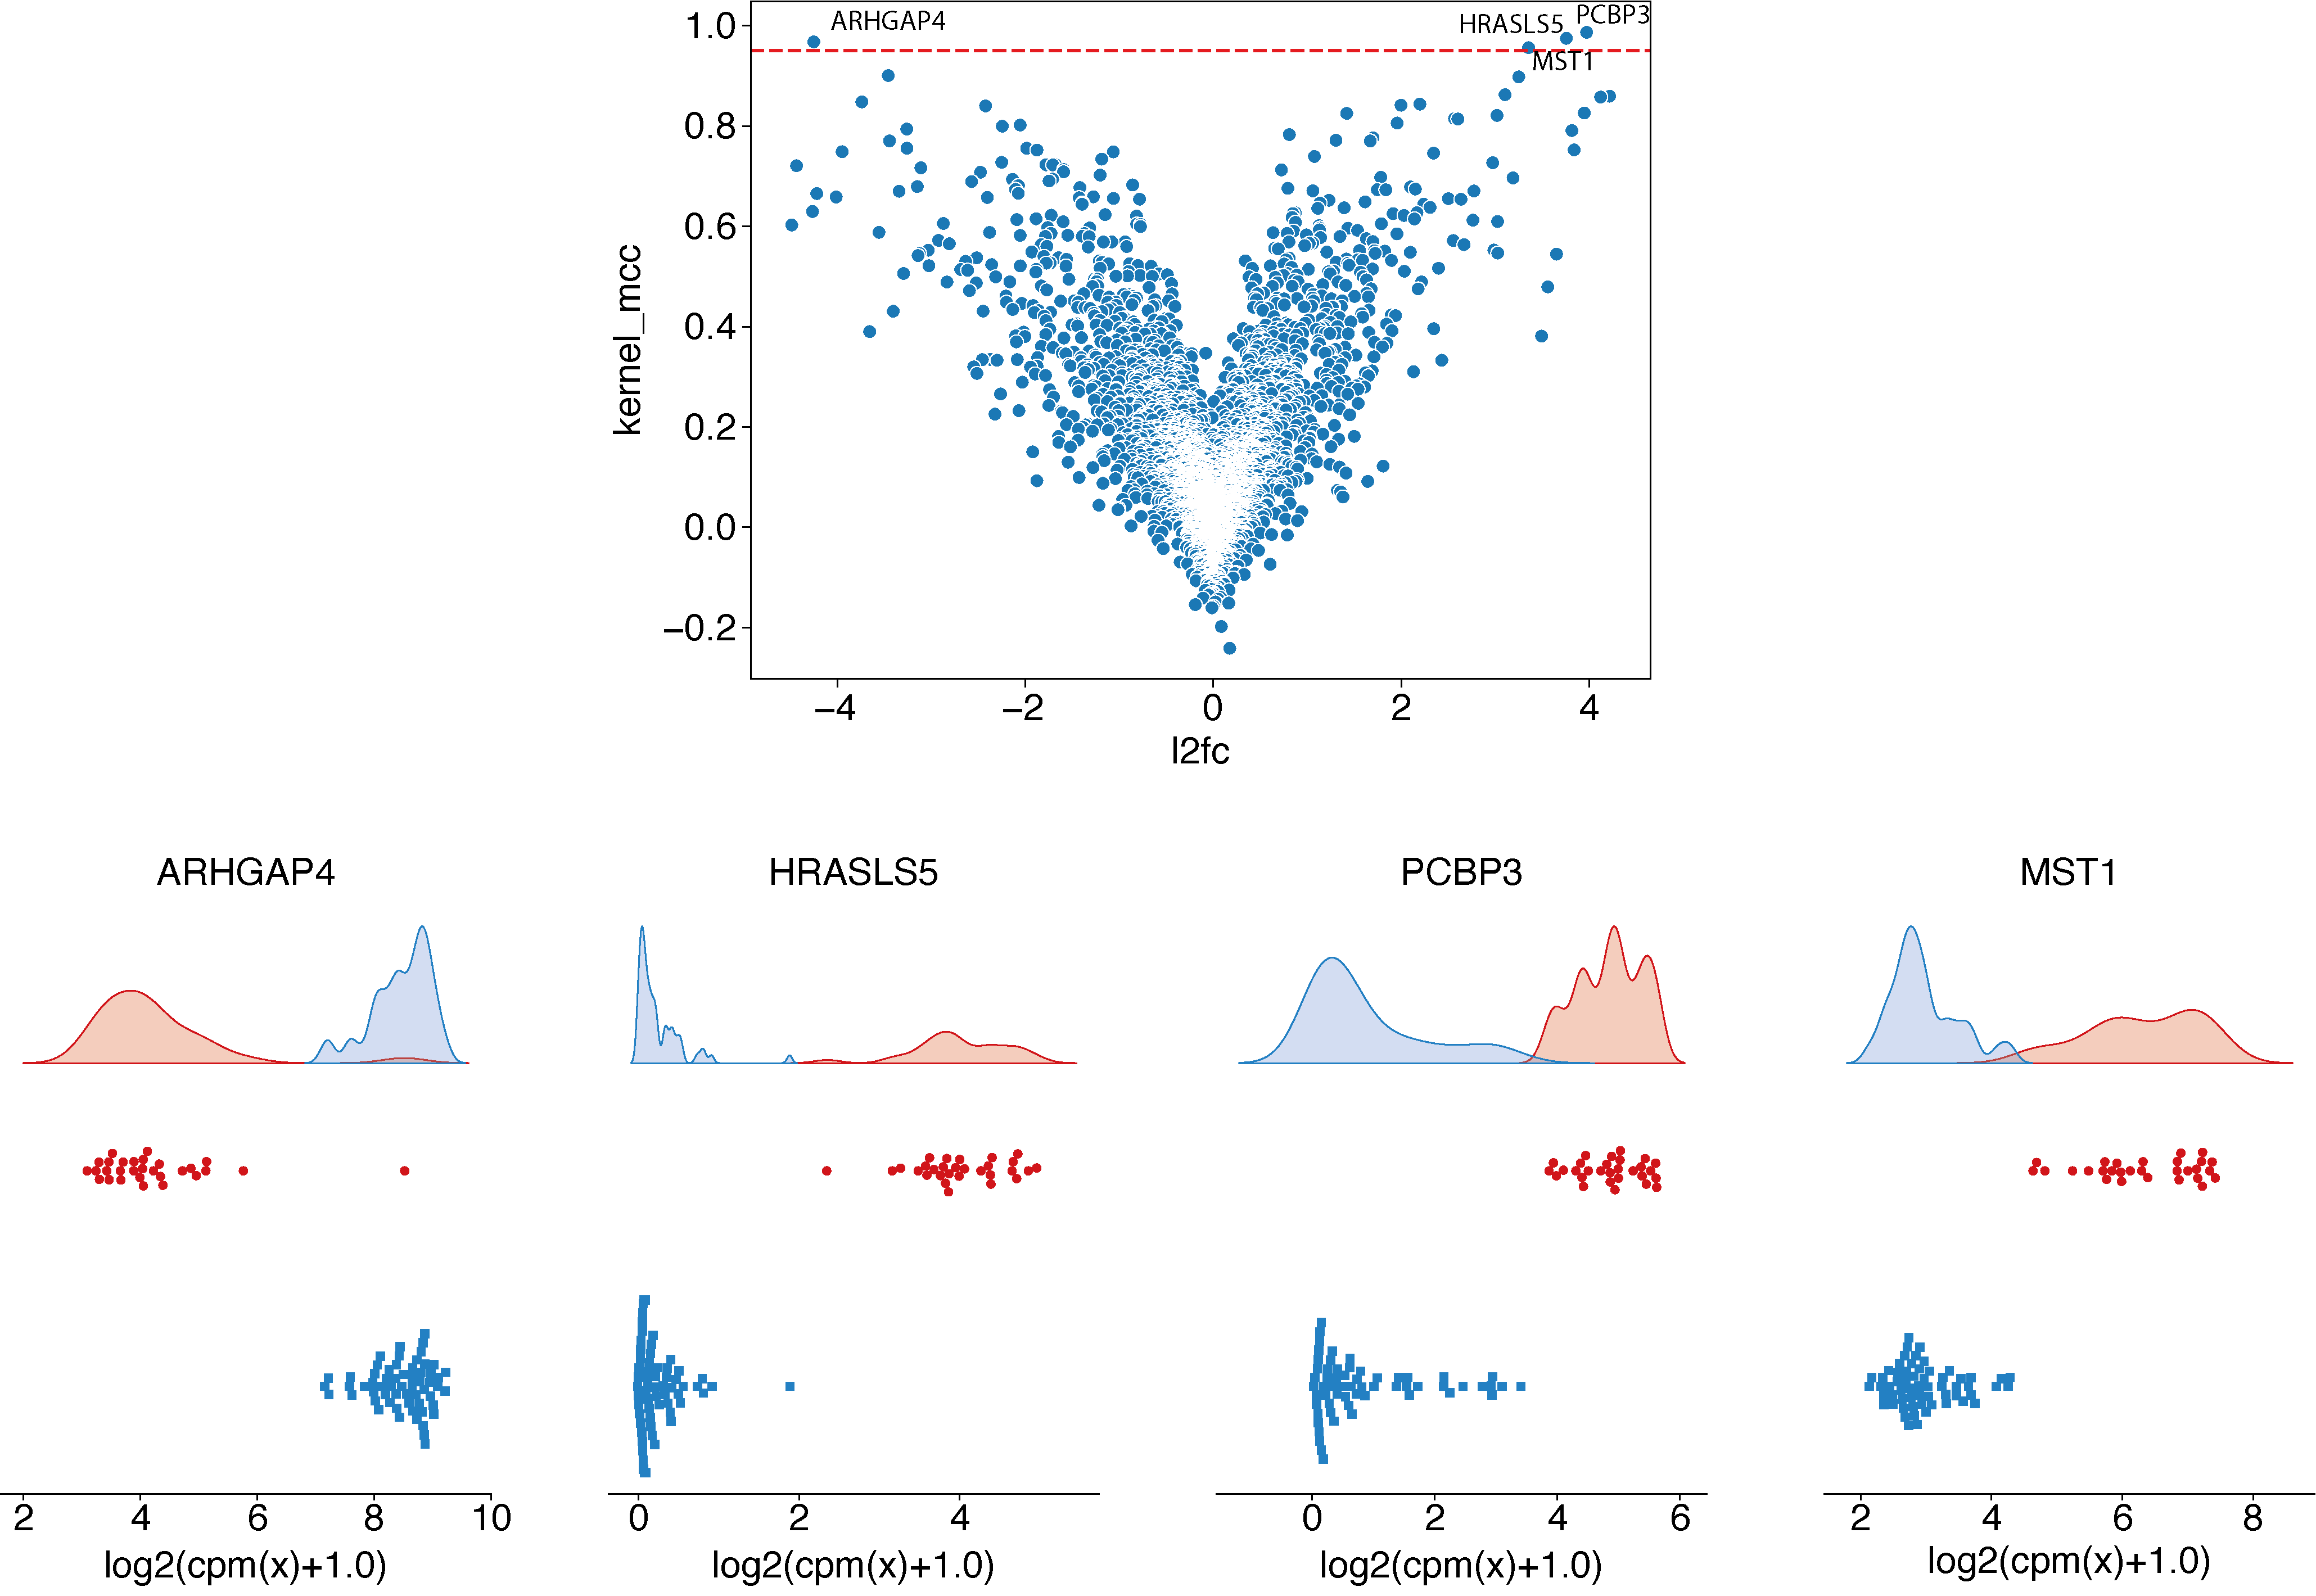 ARHGAP4
HRASLS5
PCBP3
MST1
1.0
0.8
0.6
0.4
0.2
0.0
−0.2
kernel_mcc
−4 −2 0 2 4
l2fc
ARHGAP4 HRASLS5 PCBP3 MST1
2 4 6 8 10 0 2 4 0 2 4 6 2 4 6 8
log2(cpm(x)+1.0) log2(cpm(x)+1.0) log2(cpm(x)+1.0) log2(cpm(x)+1.0)